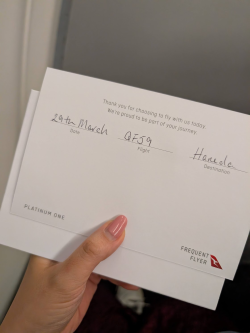 Thank you for choosing to fly with us today.
We're proud to be part of your journey.
29th March QF59 Haneda
Date Flight Destination
PLATINUM ONE
FREQUENT
FLYER